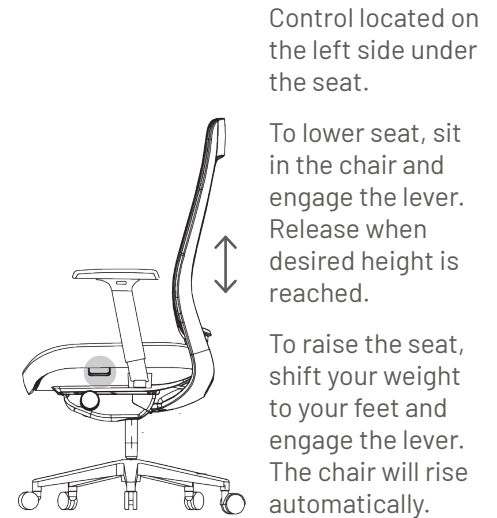 Control located on
the left side under
the seat.
To lower seat, sit
in the chair and
engage the lever.
Release when
desired height is
reached.
To raise the seat,
shift your weight
to your feet and
engage the lever.
The chair will rise
automatically.